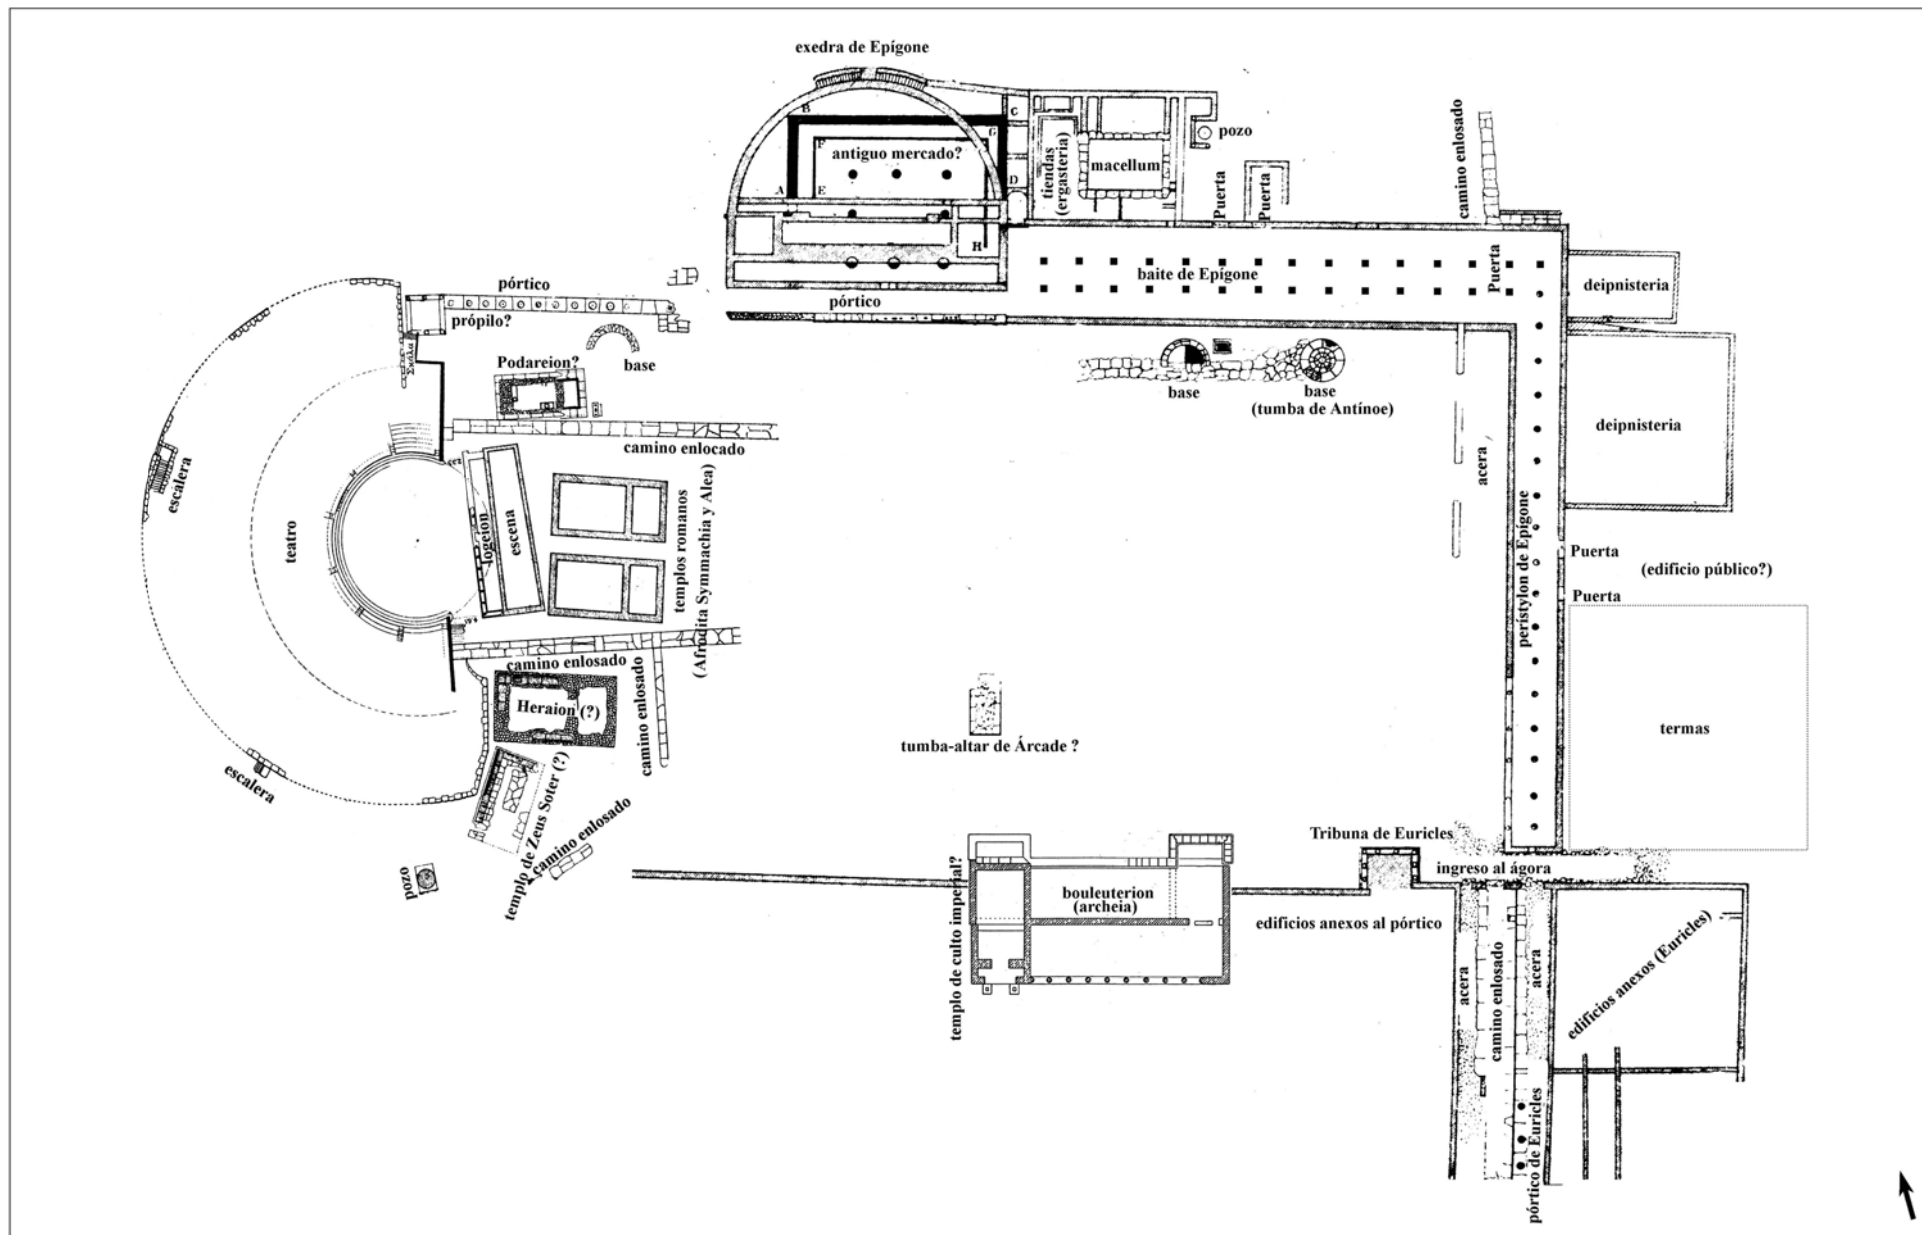 exedra de Epígone
B
C
G
F
antiguo mercado?
A
E
D
H
tiendas
(ergasteria)
macellum
pozo
Puerta
Puerta
camino enlosado
Puerta
baite de Epígone
deipnisteria
pórtico
pórtico
própilo?
base
Σκάλα
Podareion?
base
base
(tumba de Antínoe)
deipnisteria
camino enlocado
acera
escalera
teatro
logeion
escena
templos romanos
(Afrodita Symmachia y Alea)
peristylon de Epígone
Puerta
(edificio público?)
Puerta
camino enlosado
Heraion (?)
camino enlosado
termas
tumba-altar de Árcade ?
escalera
templo de Zeus Soter (?)
camino enlosado
pozo
Tribuna de Euricles
ingreso al ágora
templo de culto imperial?
bouleuterion
(archeia)
edificios anexos al pórtico
acera
camino enlosado
acera
edificios anexos (Euricles)
pórtico de Euricles